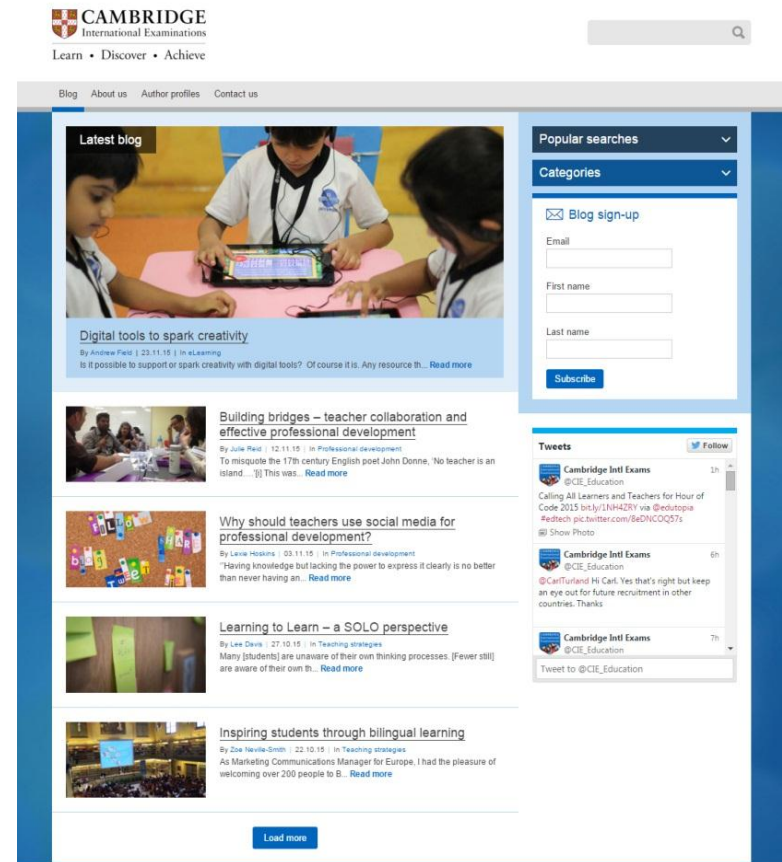 CAMBRIDGE
International Examinations
Learn • Discover • Achieve
Blog About us Author profiles Contact us
Latest blog
Digital tools to spark creativity
By Andrew Field | 23.11.15 | In eLearning
Is it possible to support or spark creativity with digital tools? Of course it is. Any resource th... Read more
Building bridges – teacher collaboration and
effective professional development
By Julie Reid | 12.11.15 | In Professional development
To misquote the 17th century English poet John Donne, 'No teacher is an
island….'[i] This was... Read more
FOLLOW
SHARE
blog
Tweet
Why should teachers use social media for
professional development?
By Lexie Hoskins | 03.11.15 | In Professional development
"Having knowledge but lacking the power to express it clearly is no better
than never having an... Read more
Learning to Learn – a SOLO perspective
By Lee Davis | 27.10.15 | In Teaching strategies
Many [students] are unaware of their own thinking processes. [Fewer still]
are aware of their own th... Read more
Inspiring students through bilingual learning
By Zoe Nevile-Smith | 22.10.15 | In Teaching strategies
As Marketing Communications Manager for Europe, I had the pleasure of
welcoming over 200 people to B... Read more
Load more
Popular searches
Categories
Blog sign-up
Email
First name
Last name
Subscribe
Tweets Follow
Cambridge Intl Exams 1h
@CIE_Education
Calling All Learners and Teachers for Hour of
Code 2015 bit.ly/1NH4ZRY via @edutopia
#edtech pic.twitter.com/8eDNCOQ57s
Show Photo
Cambridge Intl Exams 6h
@CIE_Education
@CarlTurland Hi Carl. Yes that's right but keep
an eye out for future recruitment in other
countries. Thanks
Cambridge Intl Exams 7h
@CIE_Education
Tweet to @CIE_Education